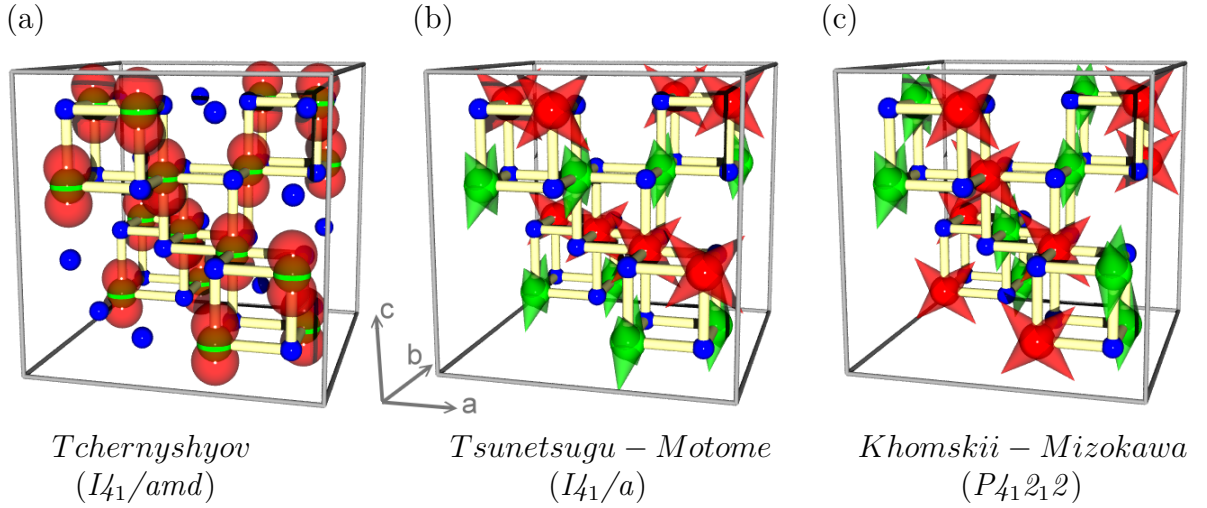 (a) (b) (c)
c
b
a
Tchernyshyov Tsunetsugu – Motome Khomskii – Mizokawa
(I4₁/amd) (I4₁/a) (P4₁2₁2)